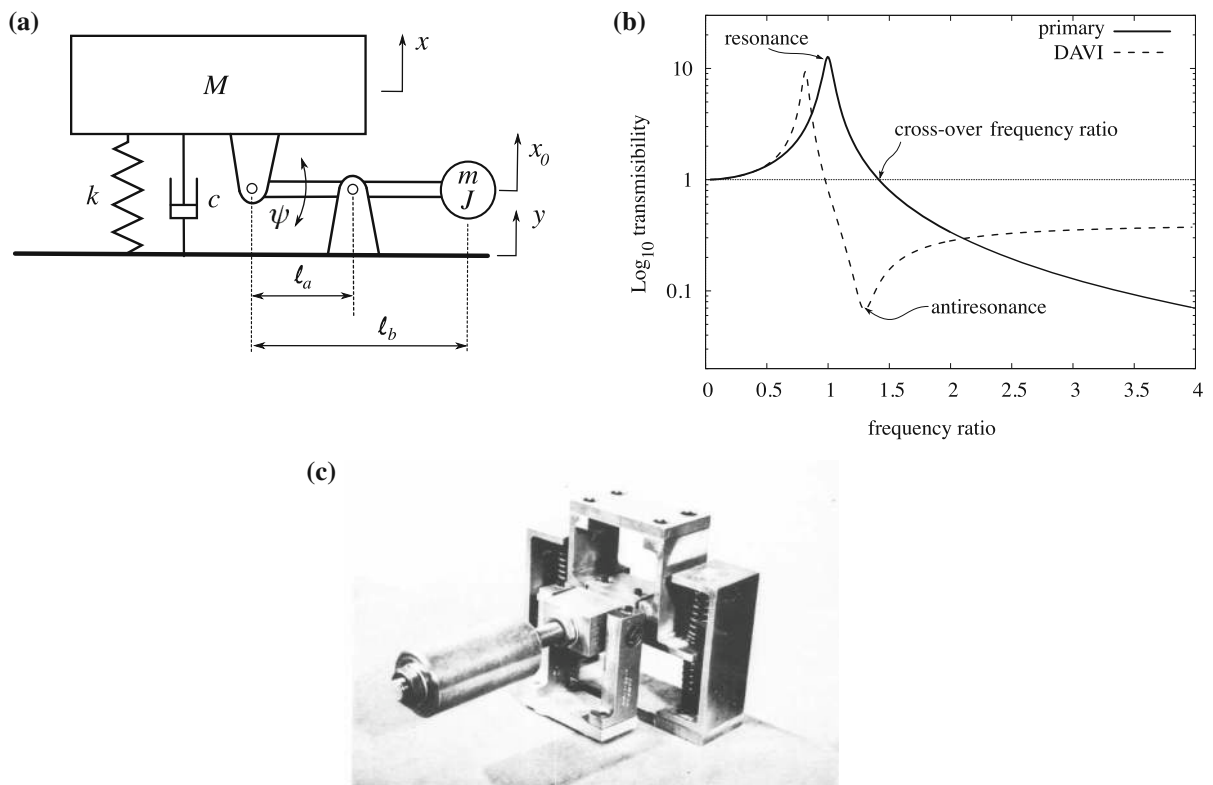 (a)
x
M
x0
m
J
k
c
ψ
y
ℓa
ℓb
(b)
primary
DAVI
resonance
cross-over frequency ratio
antiresonance
Log10 transmisibility
10
1
0.1
0 0.5 1 1.5 2 2.5 3 3.5 4
frequency ratio
(c)